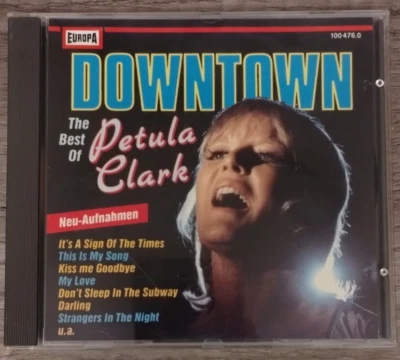 EUROPA
100 476.0
DOWNTOWN
The
Best
Of
Petula
Clark
Neu-Aufnahmen
It's A Sign Of The Times
This Is My Song
Kiss me Goodbye
My Love
Don't Sleep In The Subway
Darling
Strangers In The Night
u.a.